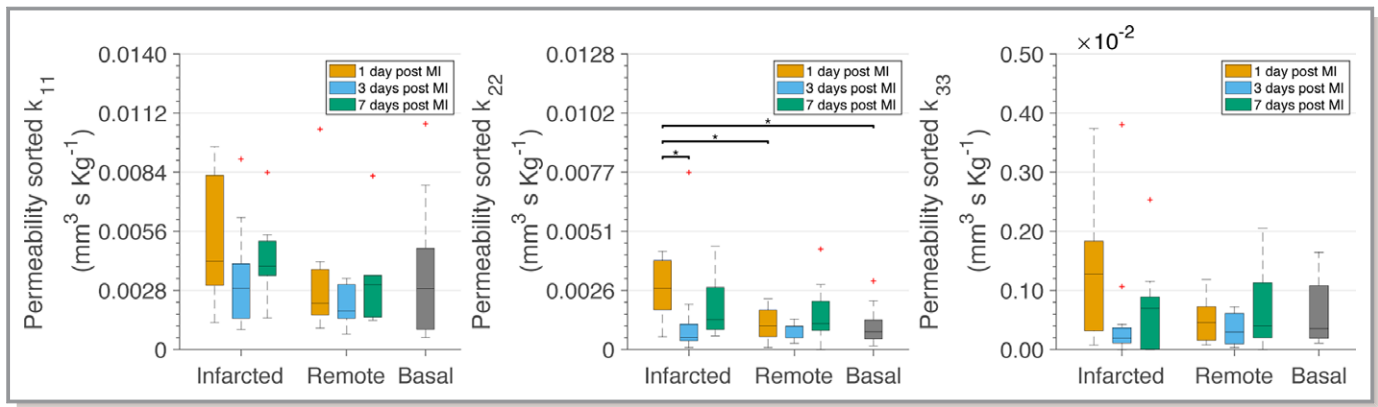 Permeability sorted k11
(mm3 s Kg-1)
0.0140
0.0112
0.0084
0.0056
0.0028
0
1 day post MI
3 days post MI
7 days post MI
Infarcted Remote Basal
Permeability sorted k22
(mm3 s Kg-1)
0.0128
0.0102
0.0077
0.0051
0.0026
0
1 day post MI
3 days post MI
7 days post MI
*
*
*
Infarcted Remote Basal
Permeability sorted k33
(mm3 s Kg-1)
×10-2
0.50
0.40
0.30
0.20
0.10
0.00
1 day post MI
3 days post MI
7 days post MI
Infarcted Remote Basal